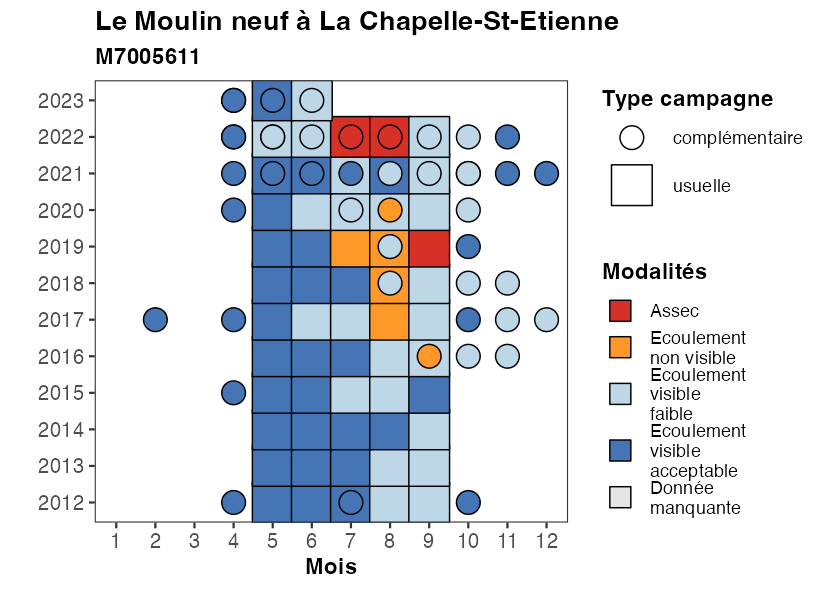 Le Moulin neuf à La Chapelle-St-Etienne
M7005611
2023
2022
2021
2020
2019
2018
2017
2016
2015
2014
2013
2012
1 2 3 4 5 6 7 8 9 10 11 12
Mois
Type campagne
complémentaire
usuelle
Modalités
Assec
Ecoulement
non visible
Ecoulement
visible
faible
Ecoulement
visible
acceptable
Donnée
manquante